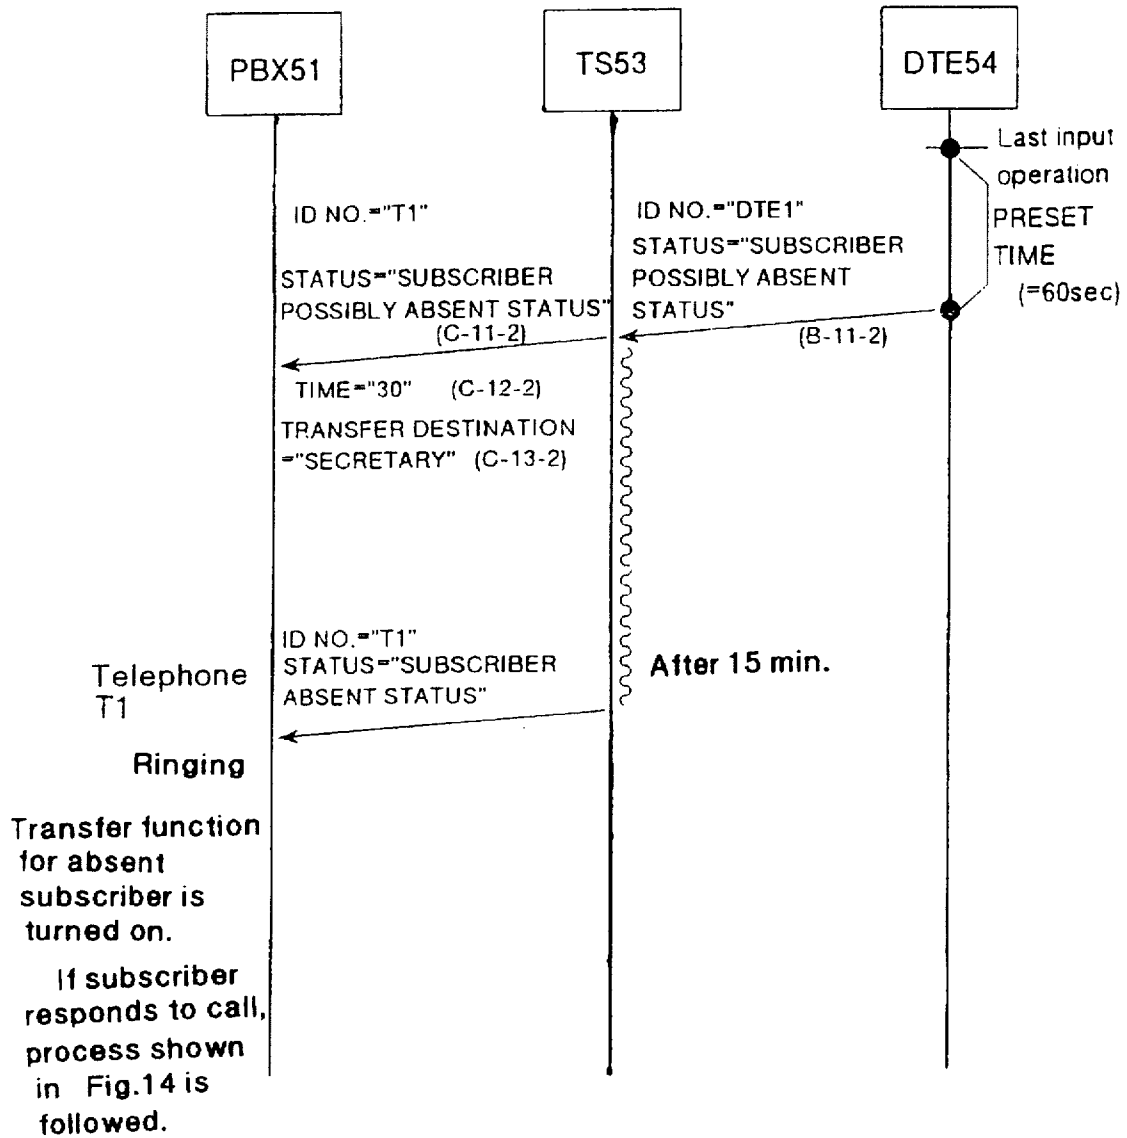 PBX51
TS53
DTE54
Last input
operation
PRESET
TIME
(=60sec)
ID NO.="DTE1"
STATUS="SUBSCRIBER
POSSIBLY ABSENT
STATUS"
(B-11-2)
ID NO.="T1"
STATUS="SUBSCRIBER
POSSIBLY ABSENT STATUS"
(C-11-2)
TIME="30" (C-12-2)
TRANSFER DESTINATION
="SECRETARY" (C-13-2)
After 15 min.
ID NO.="T1"
STATUS="SUBSCRIBER
ABSENT STATUS"
Telephone
T1
Ringing
Transfer function
for absent
subscriber is
turned on.
If subscriber
responds to call,
process shown
in Fig.14 is
followed.